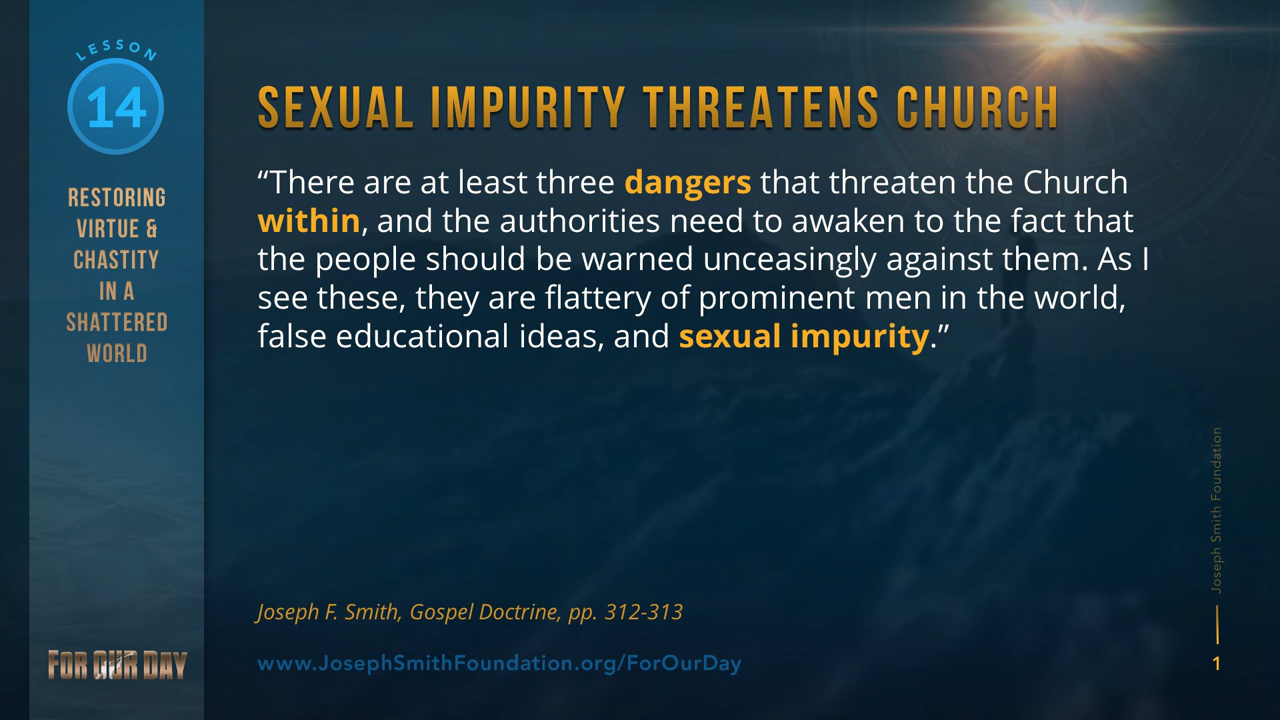 LESSON
14
RESTORING
VIRTUE &
CHASTITY
IN A
SHATTERED
WORLD
FOR OUR DAY
SEXUAL IMPURITY THREATENS CHURCH
“There are at least three dangers that threaten the Church
within, and the authorities need to awaken to the fact that
the people should be warned unceasingly against them. As I
see these, they are flattery of prominent men in the world,
false educational ideas, and sexual impurity.”
Joseph F. Smith, Gospel Doctrine, pp. 312-313
www.JosephSmithFoundation.org/ForOurDay
Joseph Smith Foundation
1